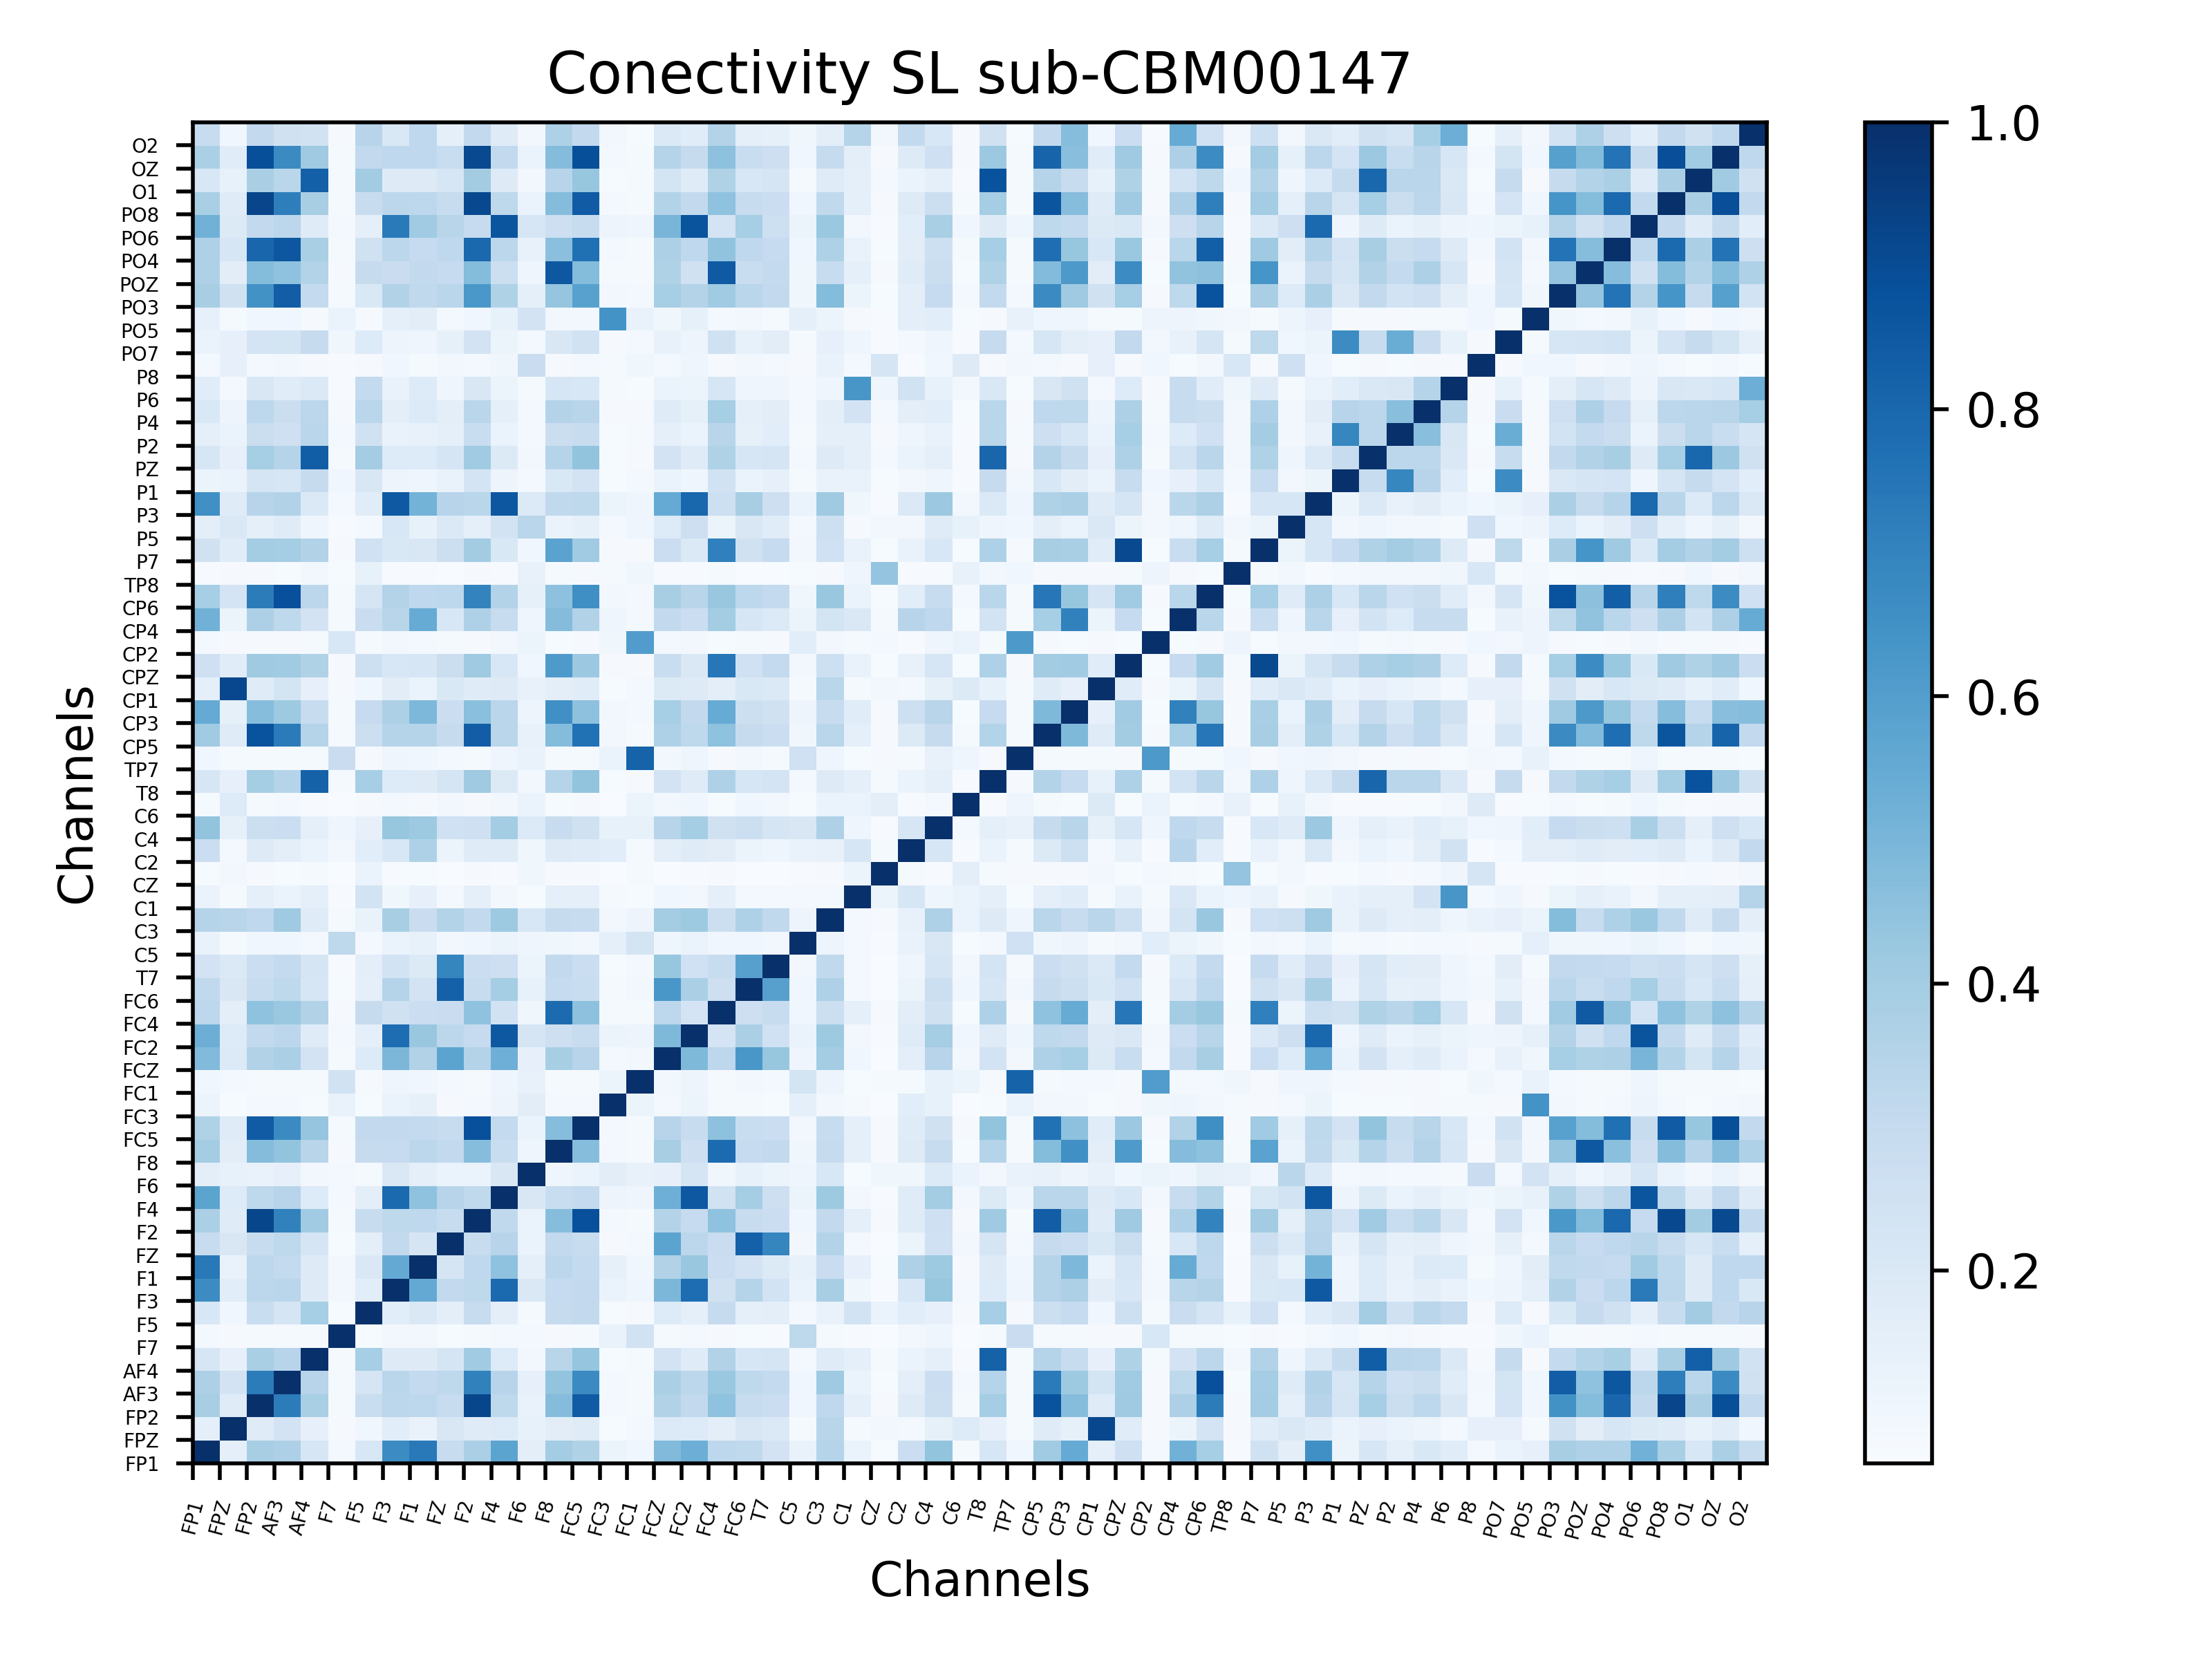 Conectivity SL sub-CBM00147
Channels
O2
OZ
O1
PO8
PO6
PO4
POZ
PO3
PO5
PO7
P8
P6
P4
P2
PZ
P1
P3
P5
P7
TP8
CP6
CP4
CP2
CPZ
CP1
CP3
CP5
TP7
T8
C6
C4
C2
CZ
C1
C3
C5
T7
FC6
FC4
FC2
FCZ
FC1
FC3
FC5
F8
F6
F4
F2
FZ
F1
F3
F5
F7
AF4
AF3
FP2
FPZ
FP1
FP1 FPZ FP2 AF3 AF4 F7 F5 F3 F1 FZ F2 F4 F6 F8 FC5 FC3 FC1 FCZ FC2 FC4 FC6 T7 C5 C3 C1 CZ C2 C4 C6 T8 TP7 CP5 CP3 CP1 CPZ CP2 CP4 CP6 TP8 P7 P5 P3 P1 PZ P2 P4 P6 P8 PO7 PO5 PO3 POZ PO4 PO6 PO8 O1 OZ O2
Channels
1.0
0.8
0.6
0.4
0.2